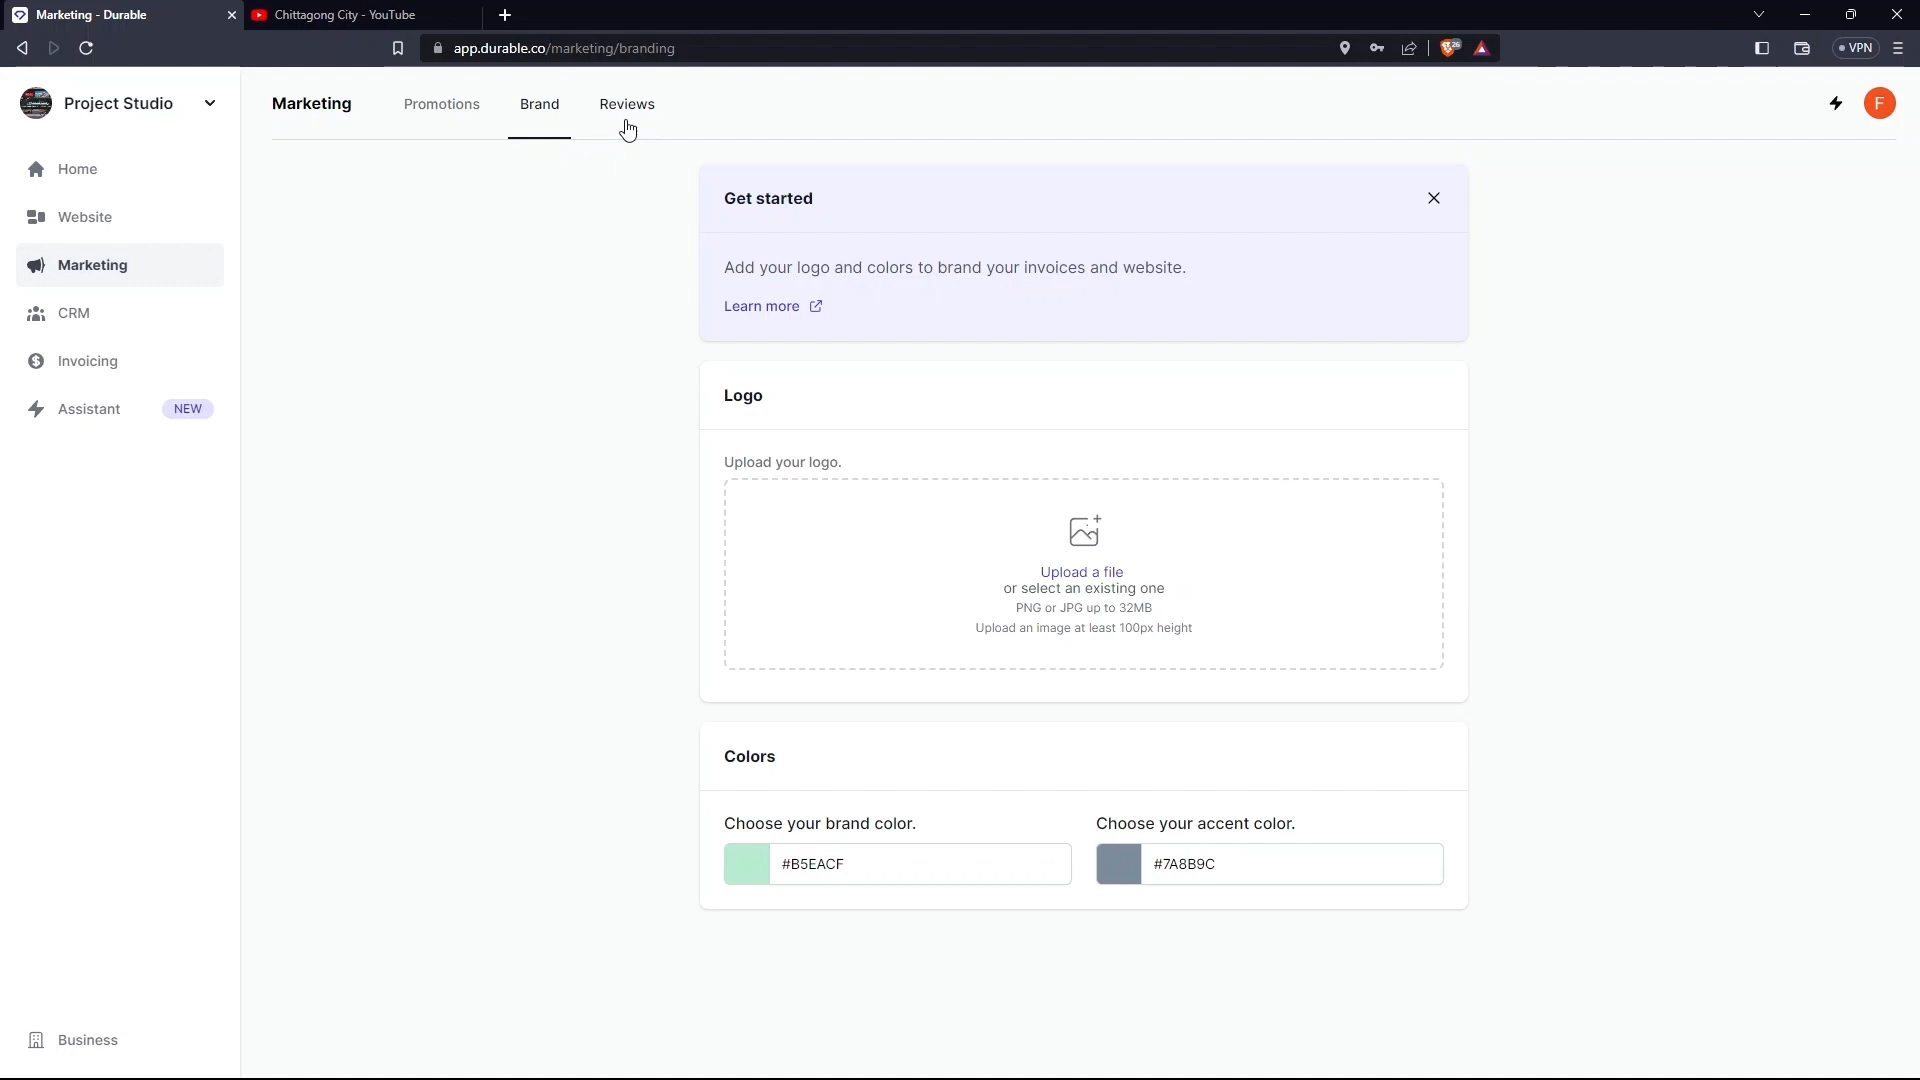 Marketing - Durable
Chittagong City - YouTube
app.durable.co/marketing/branding
26
VPN
Project Studio
Marketing
Promotions
Brand
Reviews
F
Home
Website
Marketing
CRM
Invoicing
Assistant
NEW
Business
Get started
Add your logo and colors to brand your invoices and website.
Learn more
Logo
Upload your logo.
Upload a file
or select an existing one
PNG or JPG up to 32MB
Upload an image at least 100px height
Colors
Choose your brand color.
Choose your accent color.
#B5EACF
#7A8B9C